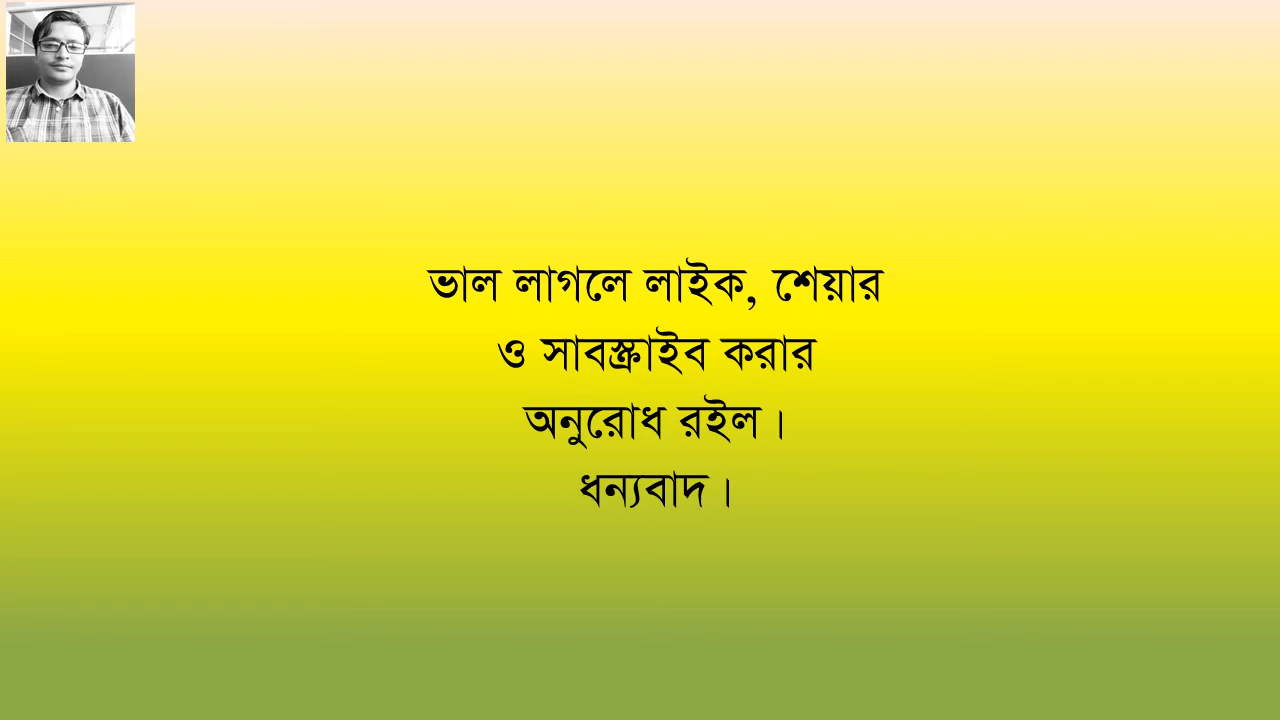 ভাল লাগলে লাইক, শেয়ার
ও সাবস্ক্রাইব করার
অনুরোধ রইল।
ধন্যবাদ।